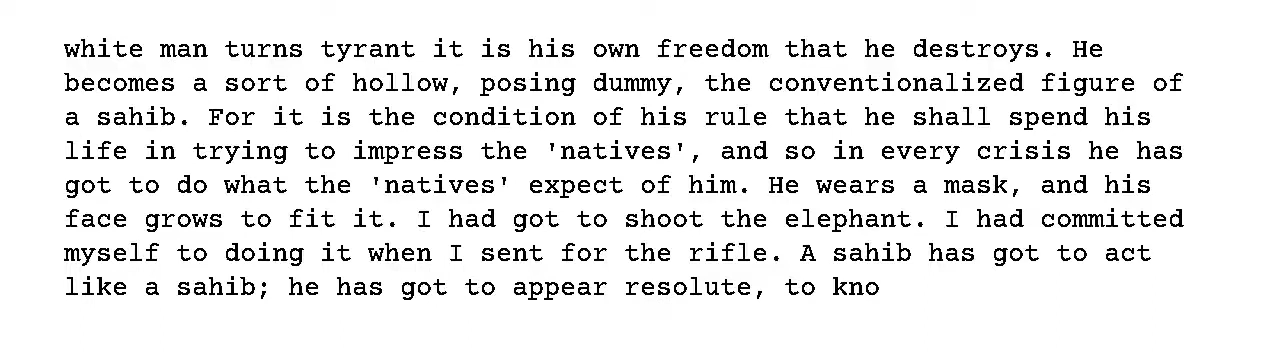 white man turns tyrant it is his own freedom that he destroys. He
becomes a sort of hollow, posing dummy, the conventionalized figure of
a sahib. For it is the condition of his rule that he shall spend his
life in trying to impress the 'natives', and so in every crisis he has
got to do what the 'natives' expect of him. He wears a mask, and his
face grows to fit it. I had got to shoot the elephant. I had committed
myself to doing it when I sent for the rifle. A sahib has got to act
like a sahib; he has got to appear resolute, to kno